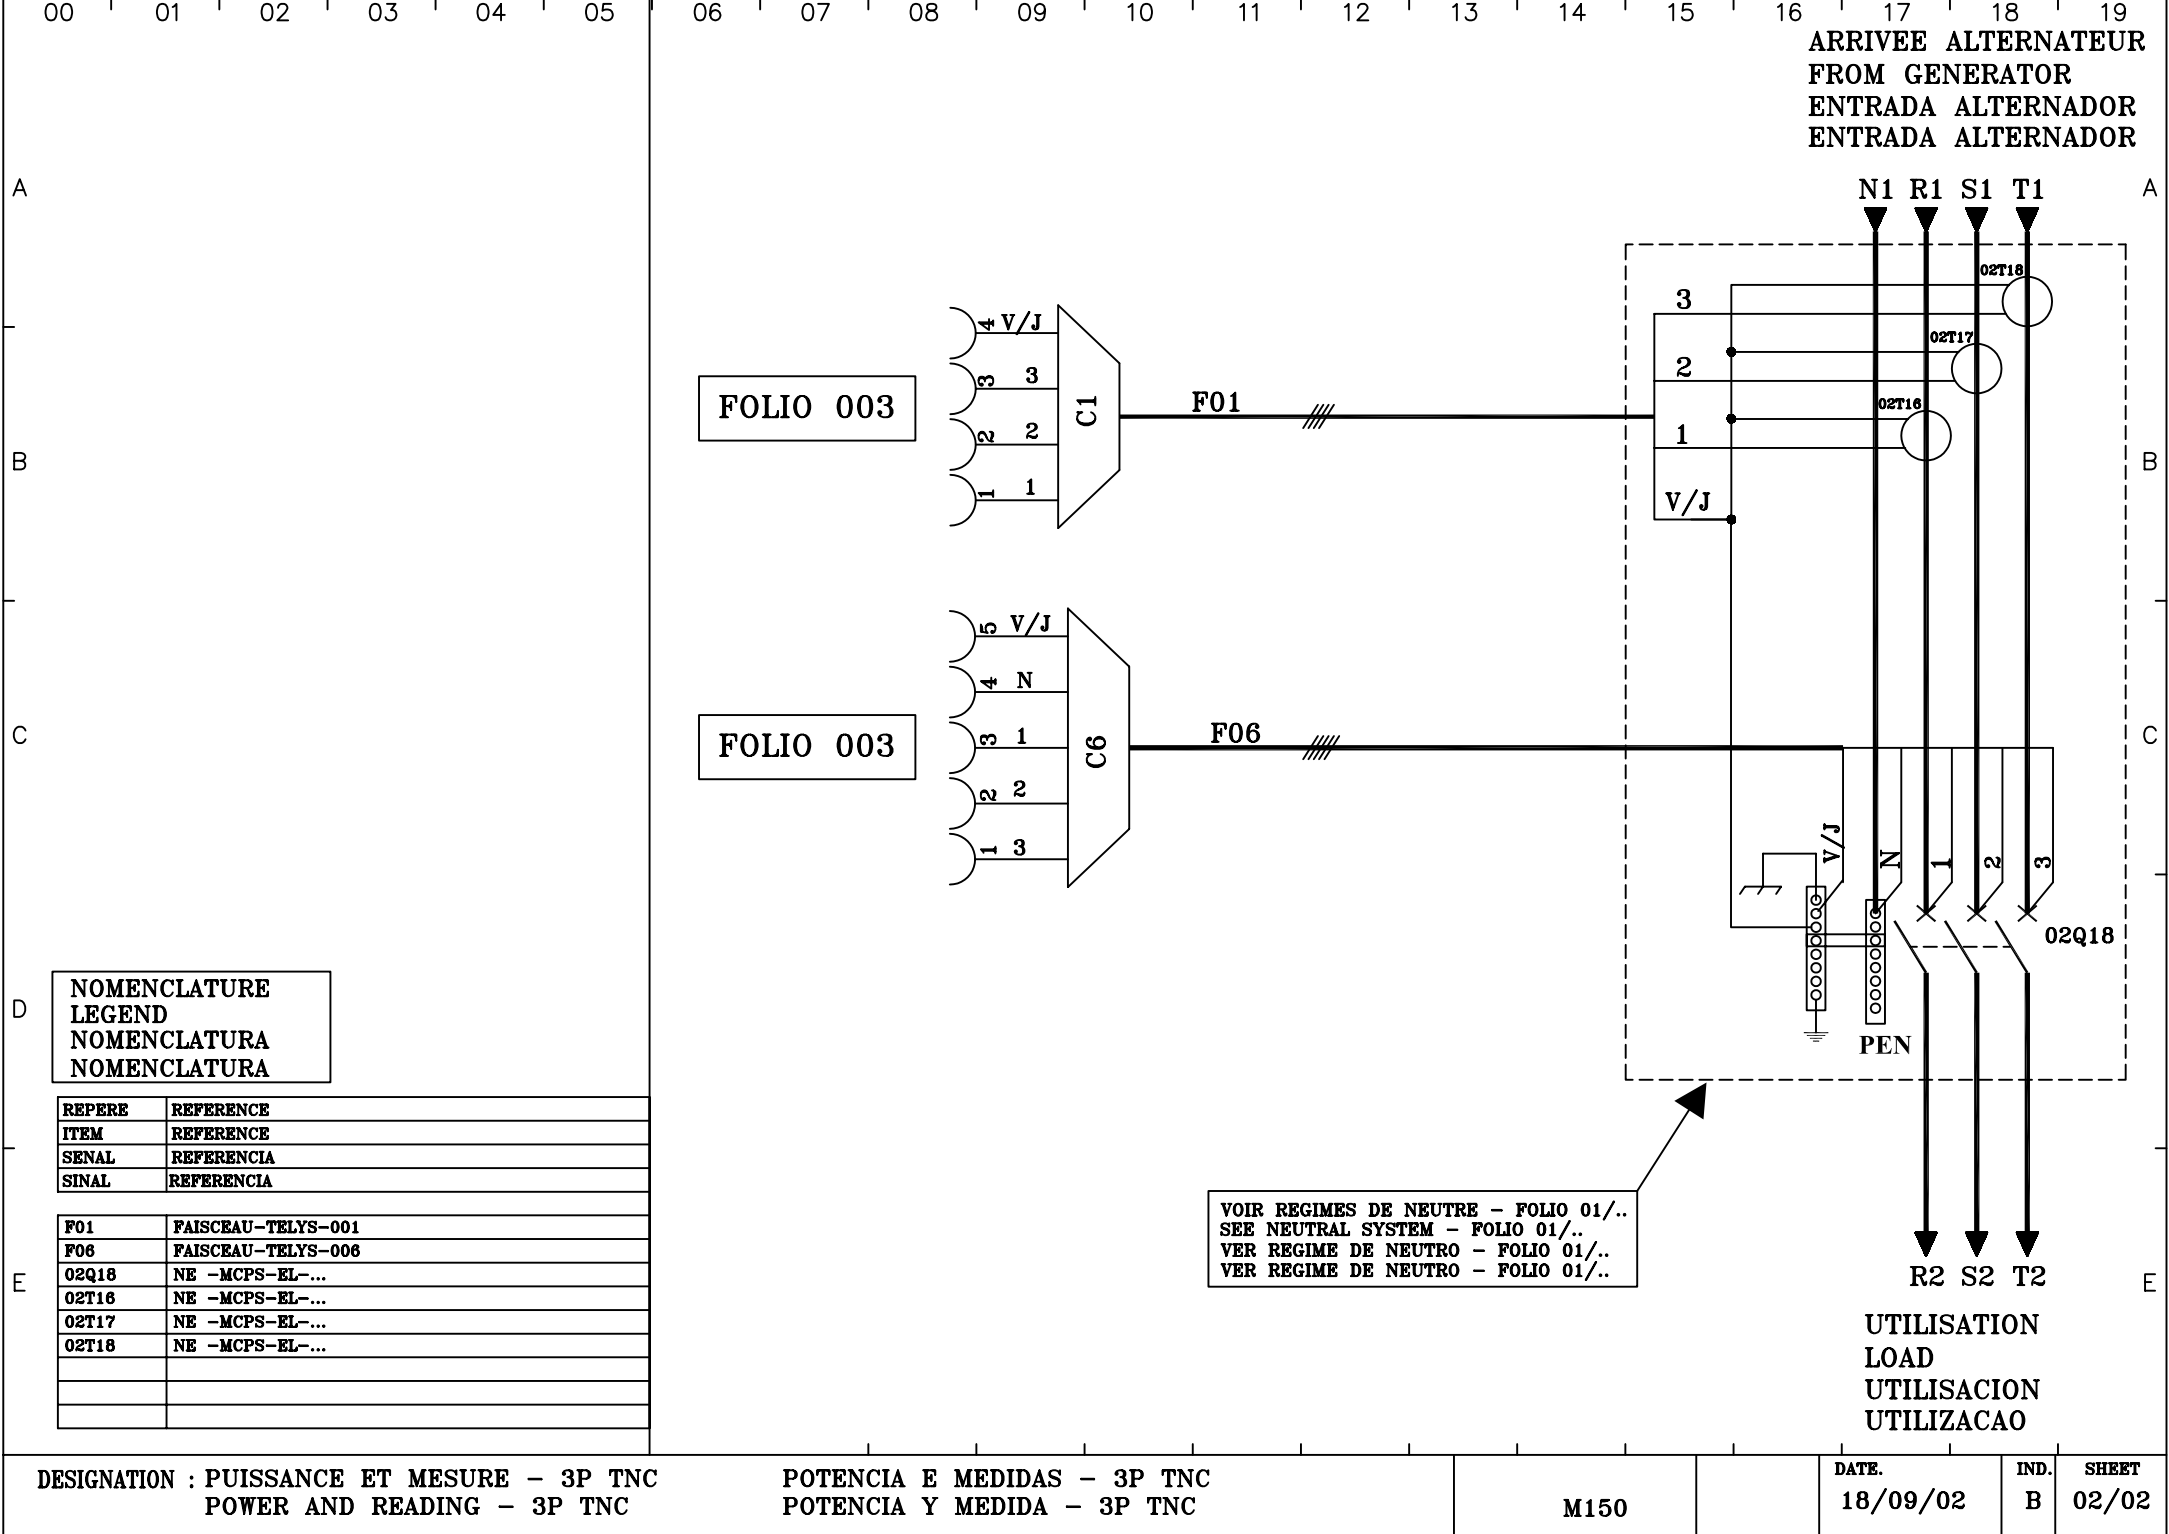 00 01 02 03 04 05 06 07 08 09 10 11 12 13 14 15 16 17 18 19
ARRIVEE ALTERNATEUR
FROM GENERATOR
ENTRADA ALTERNADOR
ENTRADA ALTERNADOR
A
N1 R1 S1 T1
A
02T18
3
4 V/J
02T17
2
3 3
FOLIO 003
C1
F01
02T16
1
2 2
B
B
1 1
V/J
5 V/J
4 N
FOLIO 003
C6
F06
C
C
3 1
2 2
1 3
V/J N 1 2 3
02Q18
D
D
PEN
NOMENCLATURE
LEGEND
NOMENCLATURA
NOMENCLATURA
REPERE REFERENCE
ITEM REFERENCE
SENAL REFERENCIA
SINAL REFERENCIA
F01 FAISCEAU-TELYS-001
F06 FAISCEAU-TELYS-006
02Q18 NE -MCPS-EL-...
02T16 NE -MCPS-EL-...
02T17 NE -MCPS-EL-...
02T18 NE -MCPS-EL-...
VOIR REGIMES DE NEUTRE - FOLIO 01/..
SEE NEUTRAL SYSTEM - FOLIO 01/..
VER REGIME DE NEUTRO - FOLIO 01/..
VER REGIME DE NEUTRO - FOLIO 01/..
E
E
R2 S2 T2
UTILISATION
LOAD
UTILISACION
UTILIZACAO
DESIGNATION : PUISSANCE ET MESURE - 3P TNC
POWER AND READING - 3P TNC
POTENCIA E MEDIDAS - 3P TNC
POTENCIA Y MEDIDA - 3P TNC
M150
DATE.
18/09/02
IND.
B
SHEET
02/02